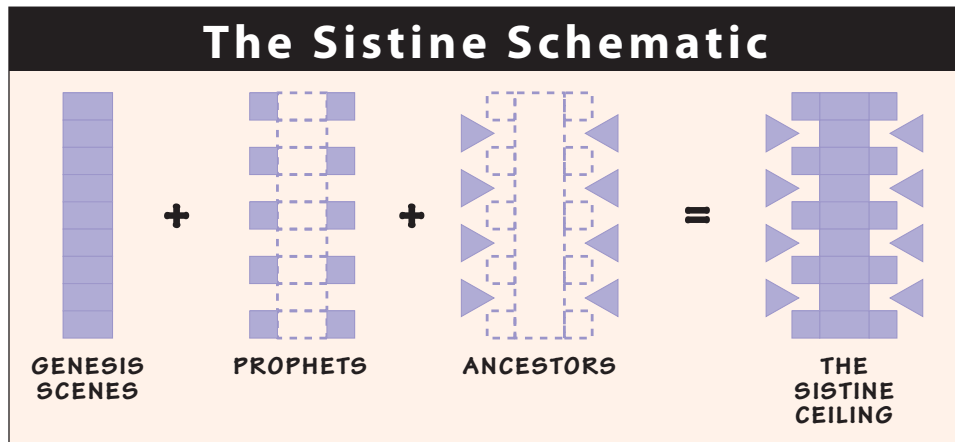 The Sistine Schematic
+ + =
GENESIS
SCENES
PROPHETS
ANCESTORS
THE
SISTINE
CEILING